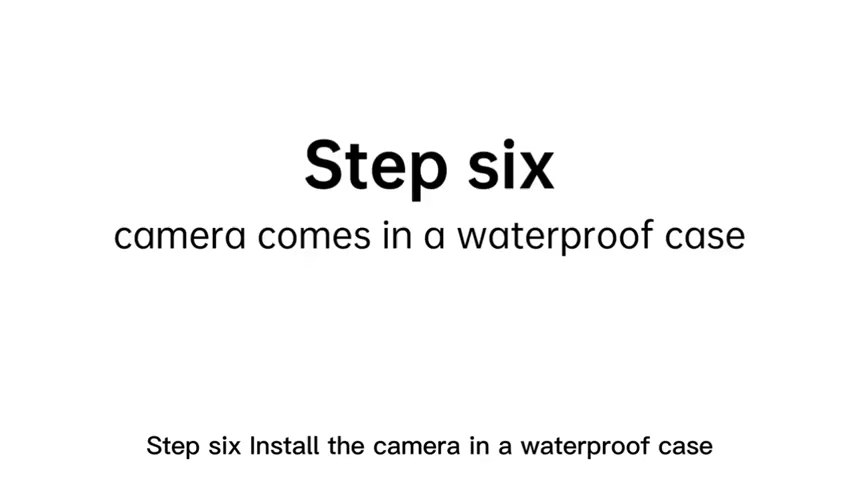 Step six
camera comes in a waterproof case
Step six Install the camera in a waterproof case